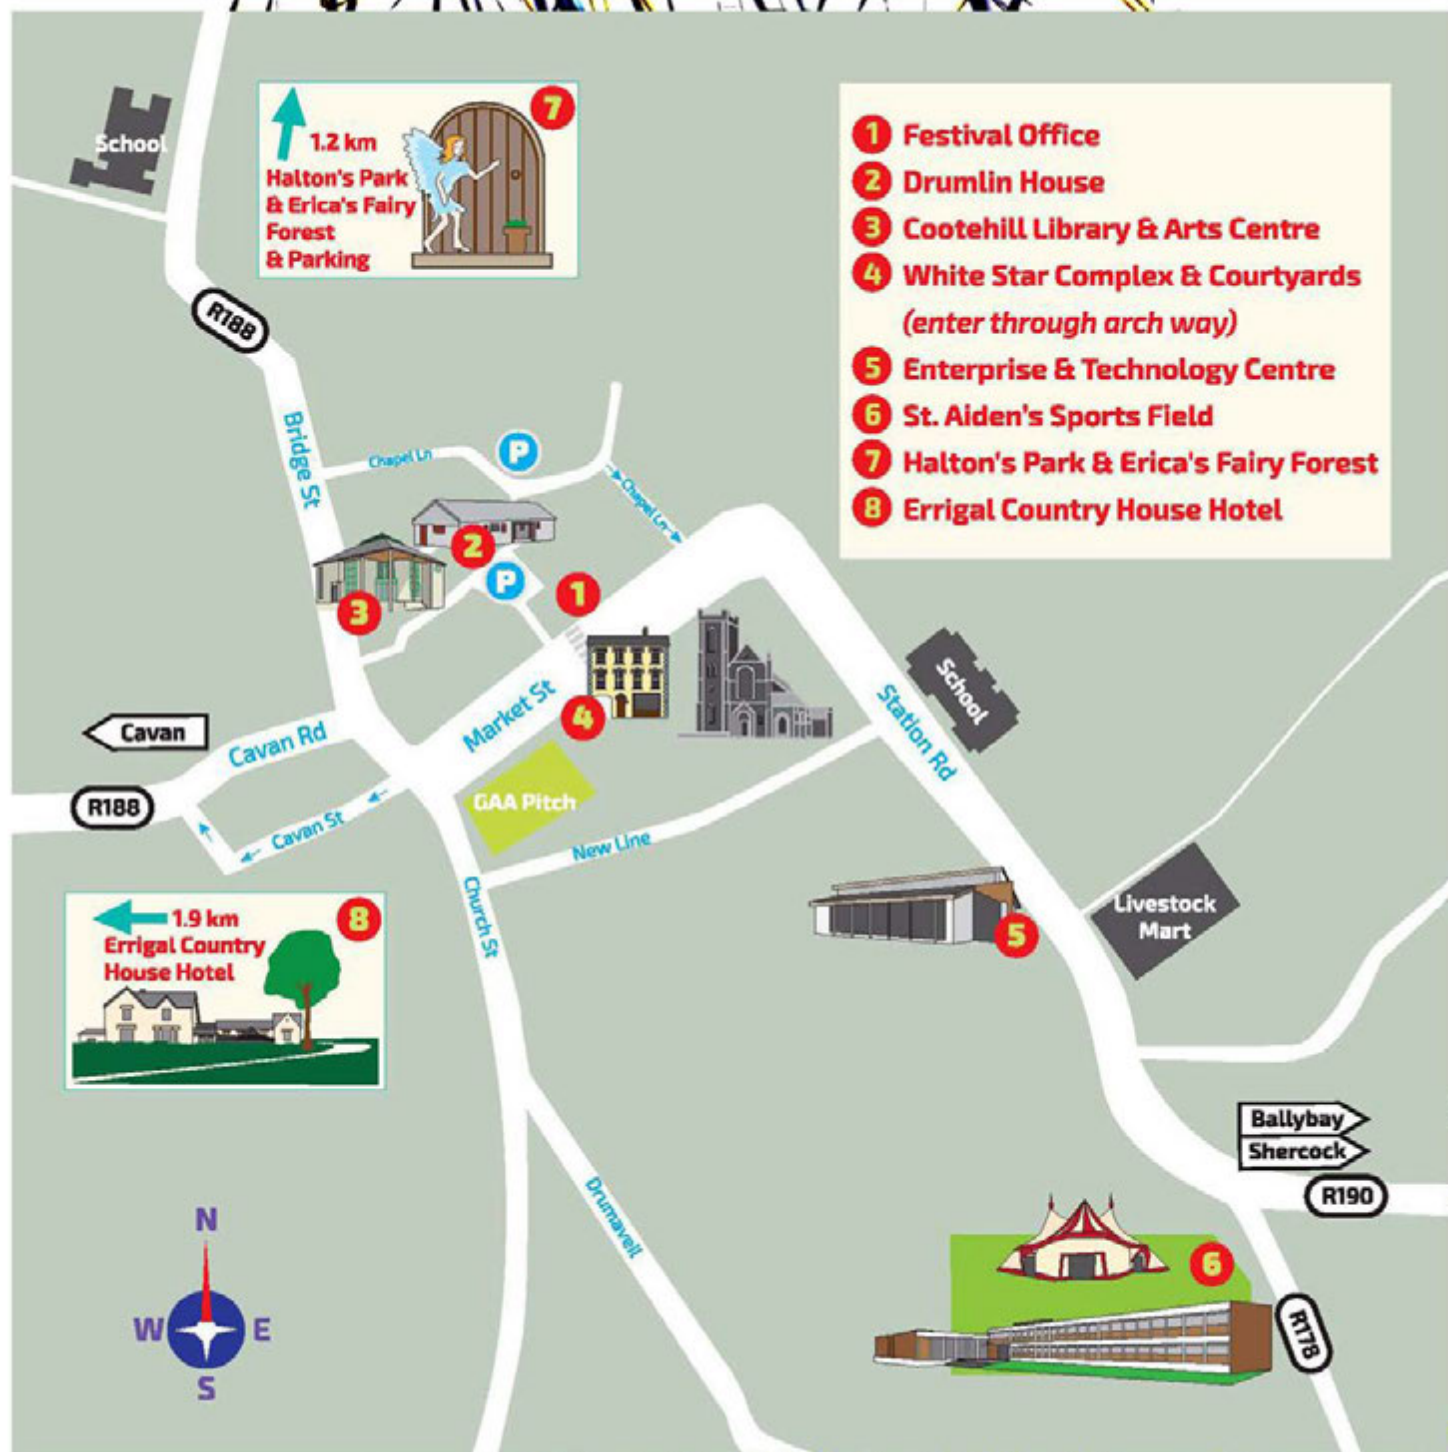 School
7
1.2 km
Halton's Park
& Erica's Fairy
Forest
& Parking
1 Festival Office
2 Drumlin House
3 Cootehill Library & Arts Centre
4 White Star Complex & Courtyards
(enter through arch way)
5 Enterprise & Technology Centre
6 St. Aiden's Sports Field
7 Halton's Park & Erica's Fairy Forest
8 Errigal Country House Hotel
R188
Bridge St
Chapel Ln
P
Chapel Ln
2
P
1
3
4
Market St
School
Station Rd
Cavan
Cavan Rd
R188
Cavan St
GAA Pitch
New Line
Church St
8
1.9 km
Errigal Country
House Hotel
5
Livestock
Mart
Ballybay
Shercock
R190
Drumaveil
6
R178
N
W E
S